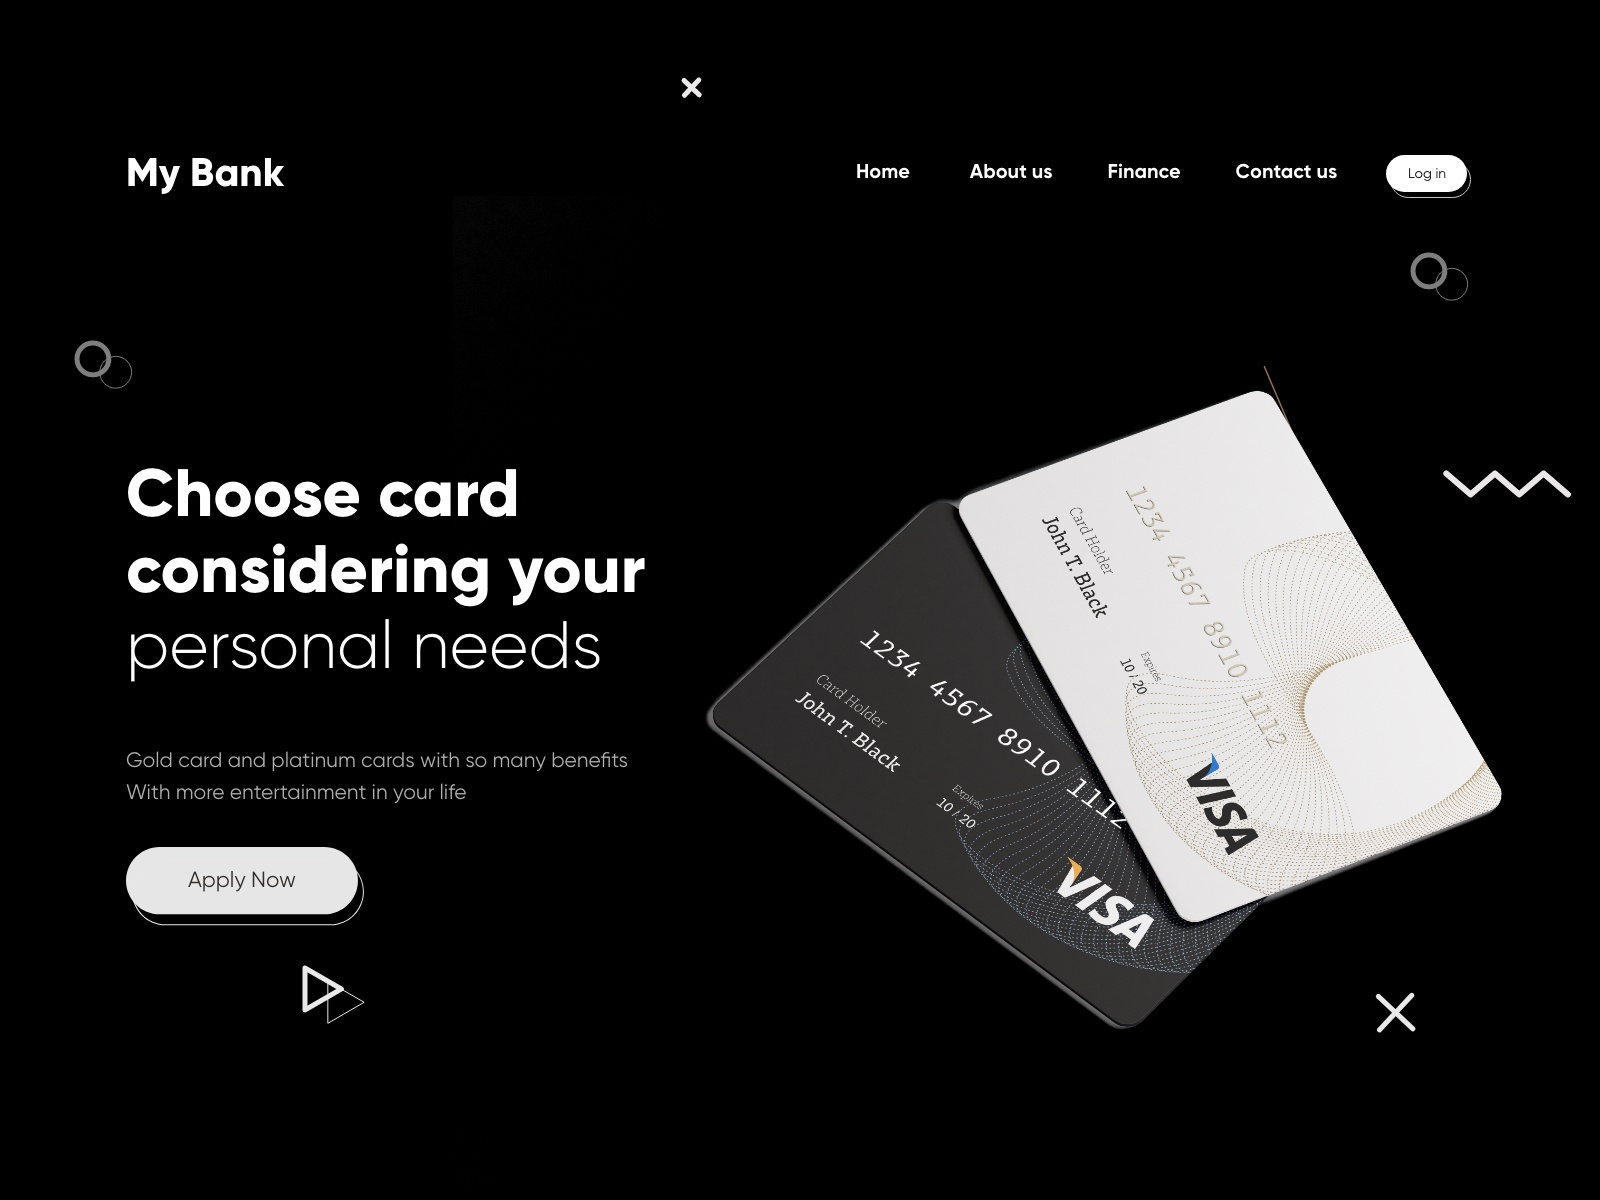 My Bank
Home
About us
Finance
Contact us
Log in
Choose card
considering your
personal needs
Gold card and platinum cards with so many benefits
With more entertainment in your life
Apply Now
1234 4567 8910 1112
Card Holder
John T. Black
Expires
10 / 20
VISA
1234 4567 8910 1112
Card Holder
John T. Black
Expires
10 / 20
VISA